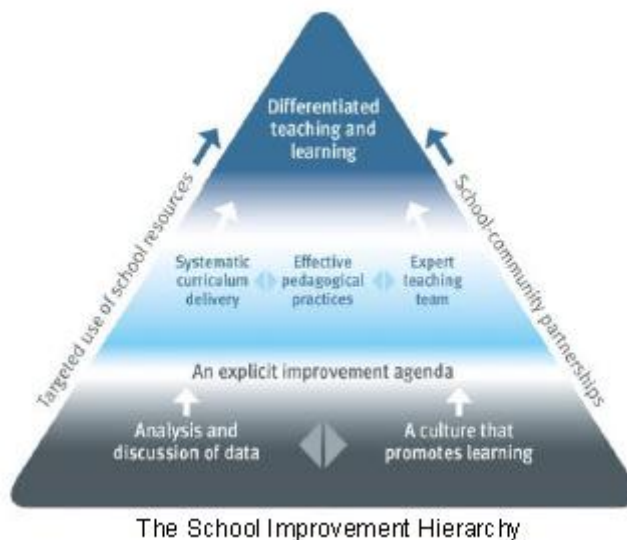 Differentiated
teaching and
learning
Targeted use of school resources
School-community partnerships
Systematic
curriculum
delivery
Effective
pedagogical
practices
Expert
teaching
team
An explicit improvement agenda
Analysis and
discussion of data
A culture that
promotes learning
The School Improvement Hierarchy